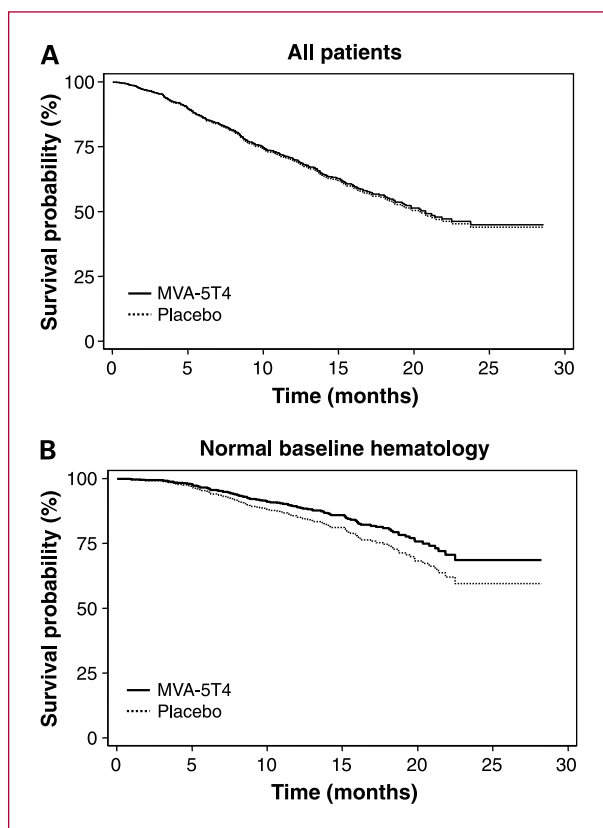 A
All patients
Survival probability (%)
100
75
50
25
0
MVA-5T4
Placebo
0 5 10 15 20 25 30
Time (months)
B
Normal baseline hematology
Survival probability (%)
100
75
50
25
0
MVA-5T4
Placebo
0 5 10 15 20 25 30
Time (months)